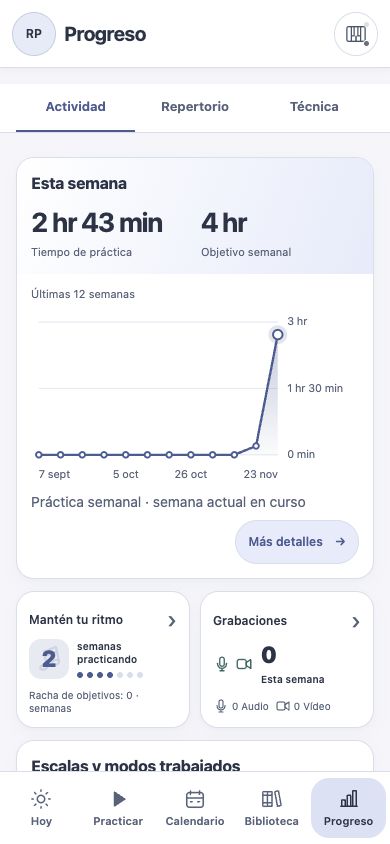 RP
Progreso
Actividad
Repertorio
Técnica
Esta semana
2 hr 43 min
4 hr
Tiempo de práctica
Objetivo semanal
Últimas 12 semanas
3 hr
1 hr 30 min
0 min
7 sept
5 oct
26 oct
23 nov
Práctica semanal · semana actual en curso
Más detalles →
Mantén tu ritmo
2
semanas
practicando
Racha de objetivos: 0 ·
semanas
Grabaciones
0
Esta semana
0 Audio
0 Vídeo
Escalas y modos trabajados
Hoy
Practicar
Calendario
Biblioteca
Progreso